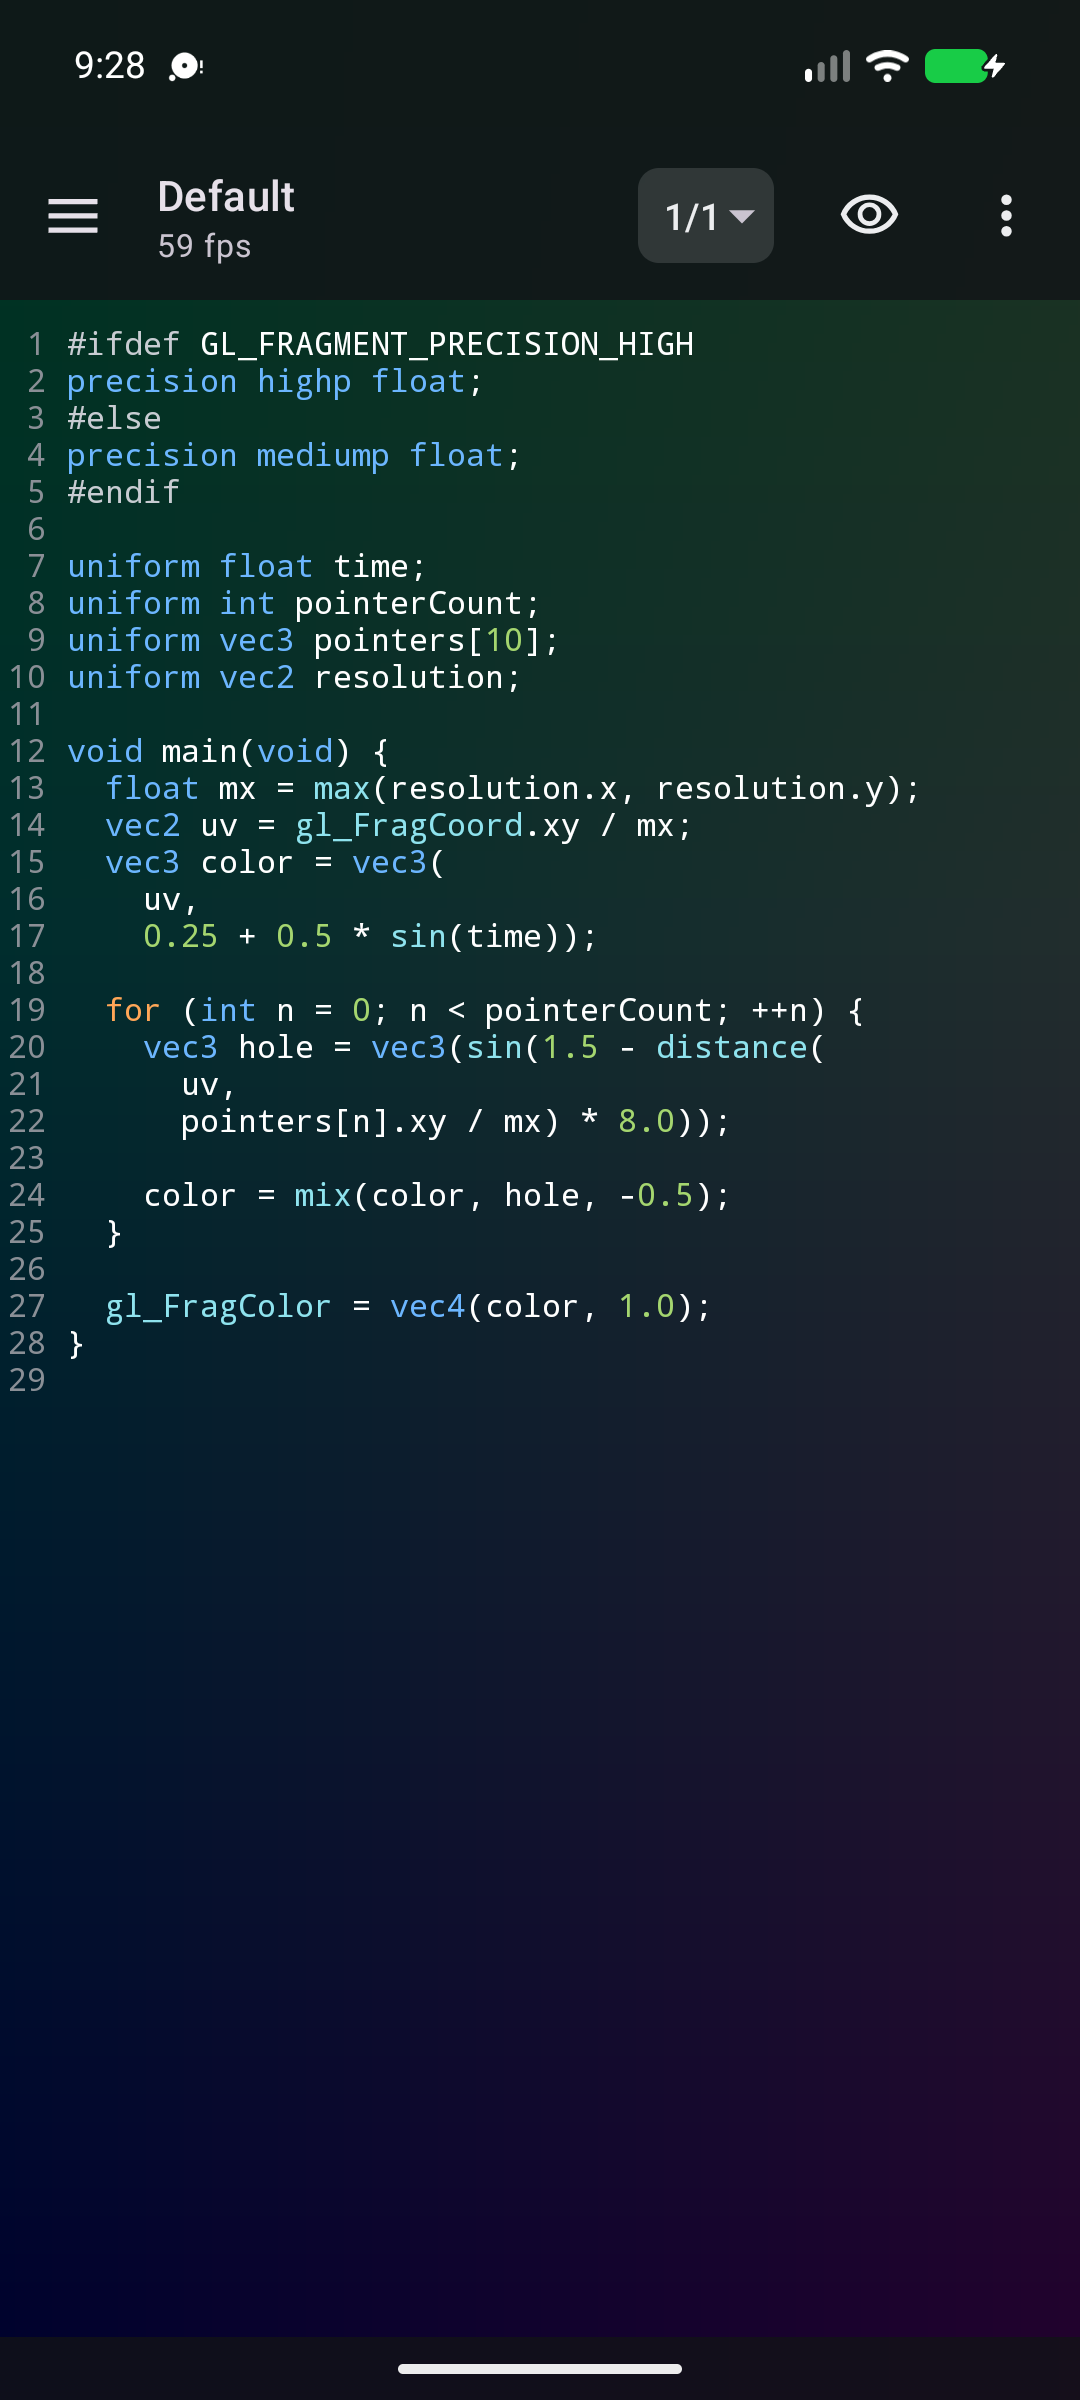 9:28
Default
59 fps
1/1
1 #ifdef GL_FRAGMENT_PRECISION_HIGH
2 precision highp float;
3 #else
4 precision mediump float;
5 #endif
6
7 uniform float time;
8 uniform int pointerCount;
9 uniform vec3 pointers[10];
10 uniform vec2 resolution;
11
12 void main(void) {
13   float mx = max(resolution.x, resolution.y);
14   vec2 uv = gl_FragCoord.xy / mx;
15   vec3 color = vec3(
16     uv,
17     0.25 + 0.5 * sin(time));
18
19   for (int n = 0; n < pointerCount; ++n) {
20     vec3 hole = vec3(sin(1.5 - distance(
21       uv,
22       pointers[n].xy / mx) * 8.0));
23
24     color = mix(color, hole, -0.5);
25   }
26
27   gl_FragColor = vec4(color, 1.0);
28 }
29